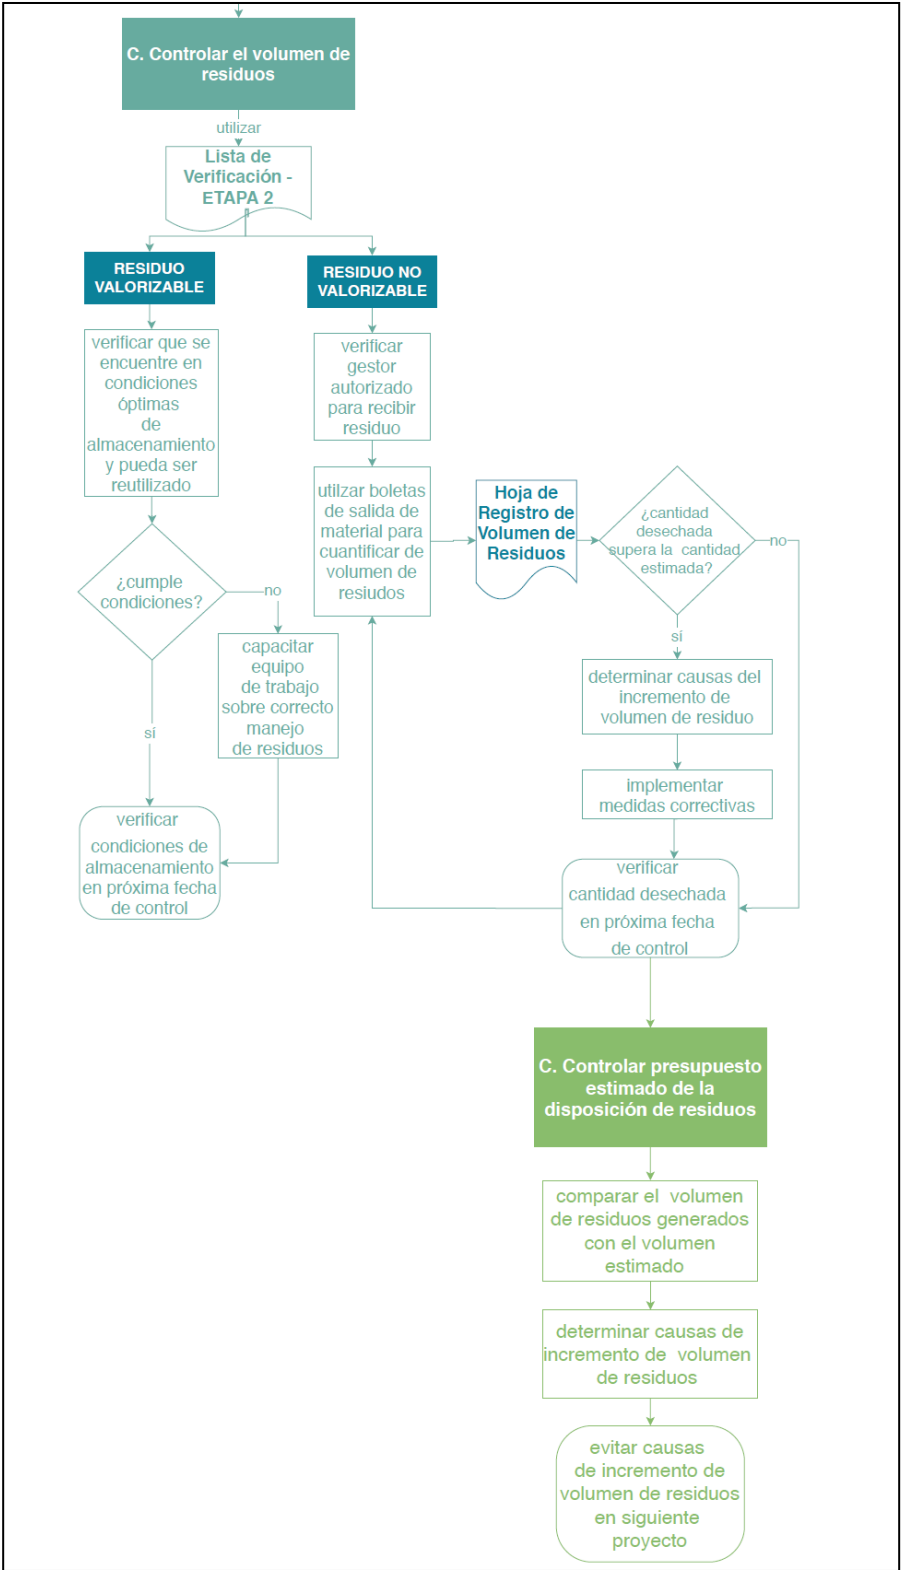 C. Controlar el volumen de
residuos
utilizar
Lista de
Verificación -
ETAPA 2
RESIDUO
VALORIZABLE
verificar que se
encuentre en
condiciones
óptimas
de
almacenamiento
y pueda ser
reutilizado
¿cumple
condiciones?
no
capacitar
equipo
de trabajo
sobre correcto
manejo
de residuos
sí
verificar
condiciones de
almacenamiento
en próxima fecha
de control
RESIDUO NO
VALORIZABLE
verificar
gestor
autorizado
para recibir
residuo
utilzar boletas
de salida de
material para
cuantificar de
volumen de
resiudos
Hoja de
Registro de
Volumen de
Residuos
¿cantidad
desechada
supera la cantidad
estimada?
no
sí
determinar causas del
incremento de
volumen de residuo
implementar
medidas correctivas
verificar
cantidad desechada
en próxima fecha
de control
C. Controlar presupuesto
estimado de la
disposición de residuos
comparar el volumen
de residuos generados
con el volumen
estimado
determinar causas de
incremento de volumen
de residuos
evitar causas
de incremento de
volumen de residuos
en siguiente
proyecto